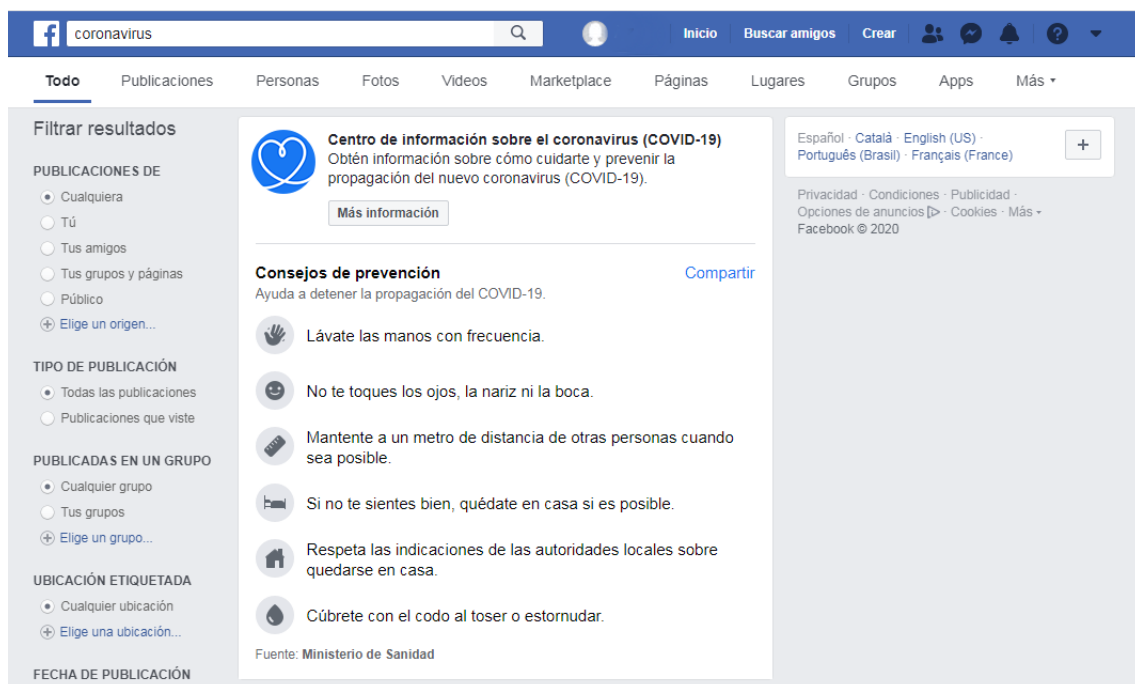 f coronavirus Inicio Buscar amigos Crear
Todo Publicaciones Personas Fotos Videos Marketplace Páginas Lugares Grupos Apps Más
Filtrar resultados
PUBLICACIONES DE
Cualquiera
Tú
Tus amigos
Tus grupos y páginas
Público
Elige un origen...
TIPO DE PUBLICACIÓN
Todas las publicaciones
Publicaciones que viste
PUBLICADAS EN UN GRUPO
Cualquier grupo
Tus grupos
Elige un grupo...
UBICACIÓN ETIQUETADA
Cualquier ubicación
Elige una ubicación...
FECHA DE PUBLICACIÓN
Centro de información sobre el coronavirus (COVID-19)
Obtén información sobre cómo cuidarte y prevenir la
propagación del nuevo coronavirus (COVID-19).
Más información
Consejos de prevención Compartir
Ayuda a detener la propagación del COVID-19.
Lávate las manos con frecuencia.
No te toques los ojos, la nariz ni la boca.
Mantente a un metro de distancia de otras personas cuando
sea posible.
Si no te sientes bien, quédate en casa si es posible.
Respeta las indicaciones de las autoridades locales sobre
quedarse en casa.
Cúbrete con el codo al toser o estornudar.
Fuente: Ministerio de Sanidad
Español · Català · English (US) ·
Português (Brasil) · Français (France)
+
Privacidad · Condiciones · Publicidad ·
Opciones de anuncios · Cookies · Más
Facebook © 2020